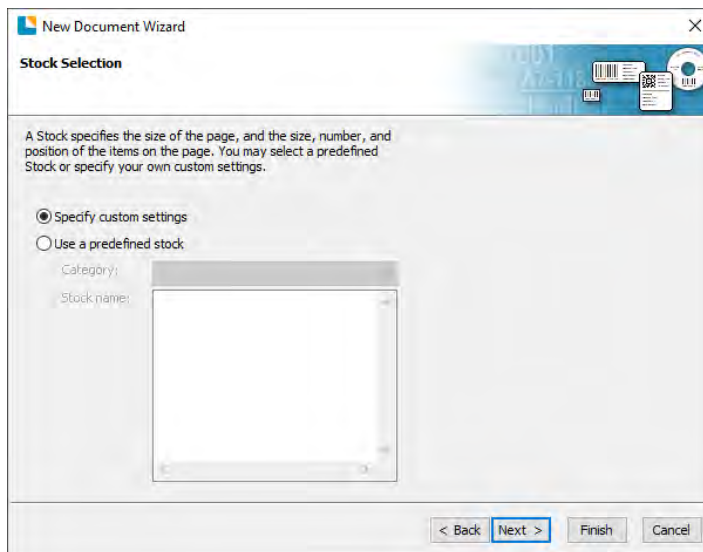 New Document Wizard
Stock Selection
A Stock specifies the size of the page, and the size, number, and
position of the items on the page. You may select a predefined
Stock or specify your own custom settings.
Specify custom settings
Use a predefined stock
Category:
Stock name:
< Back Next > Finish Cancel